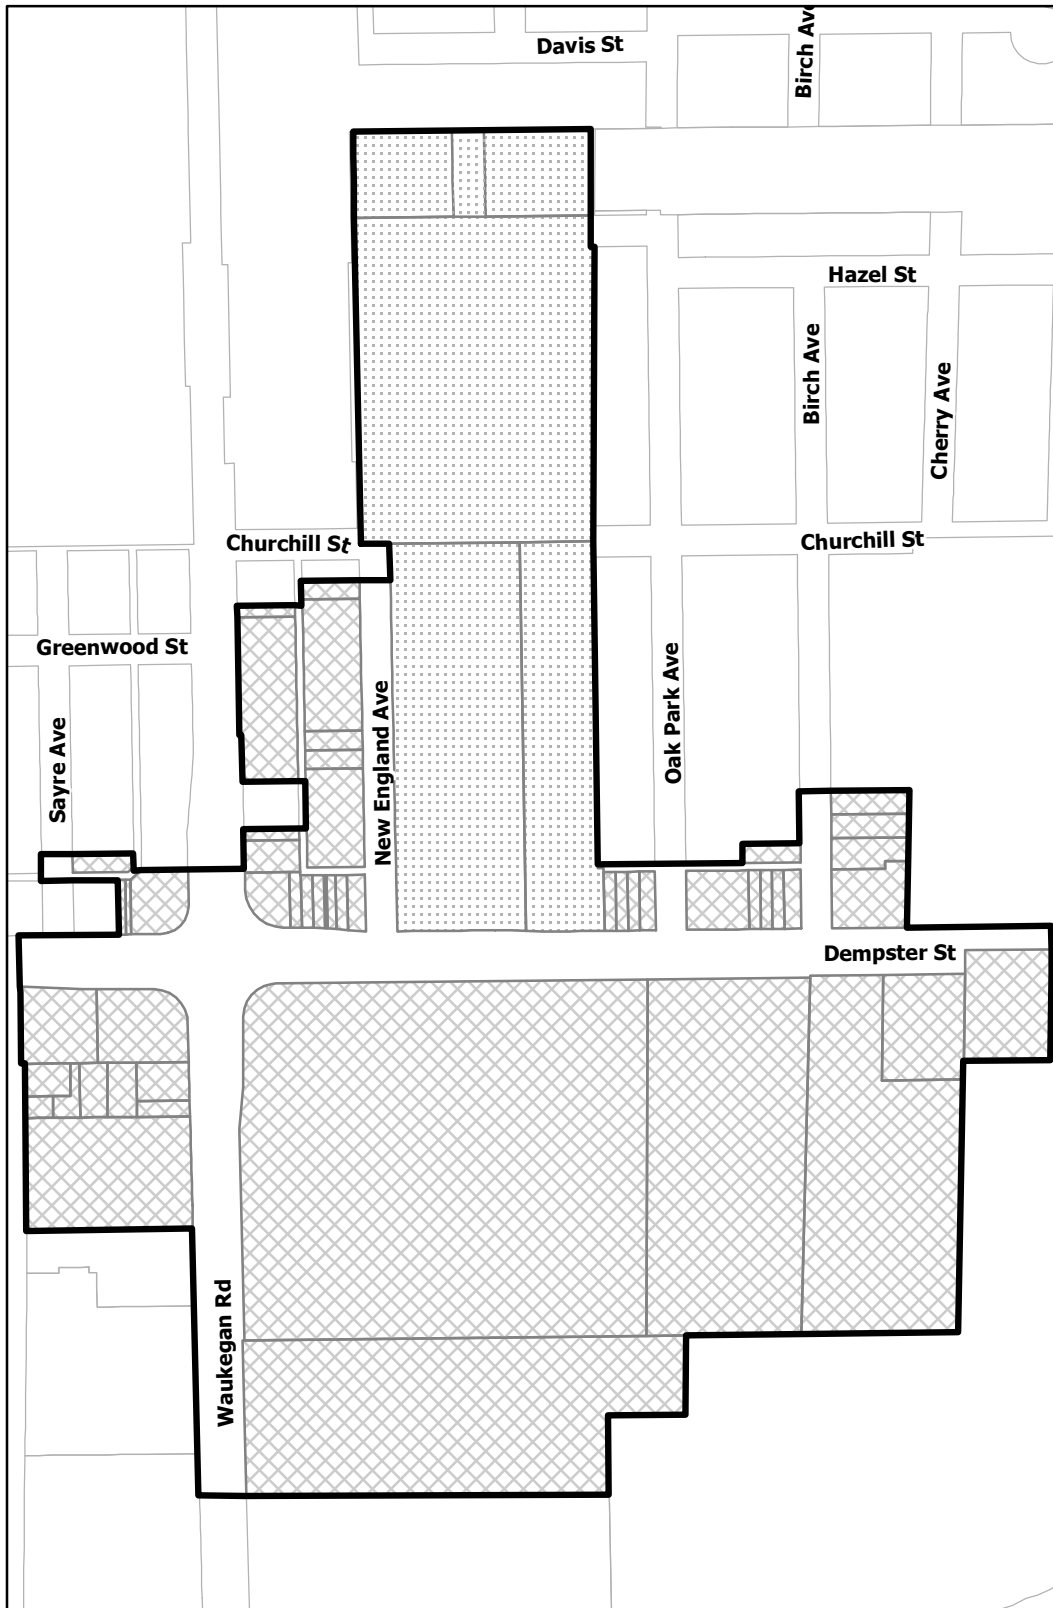 Davis St
Birch Ave
Hazel St
Birch Ave
Cherry Ave
Churchill St
Churchill St
Greenwood St
Oak Park Ave
New England Ave
Sayre Ave
Dempster St
Waukegan Rd